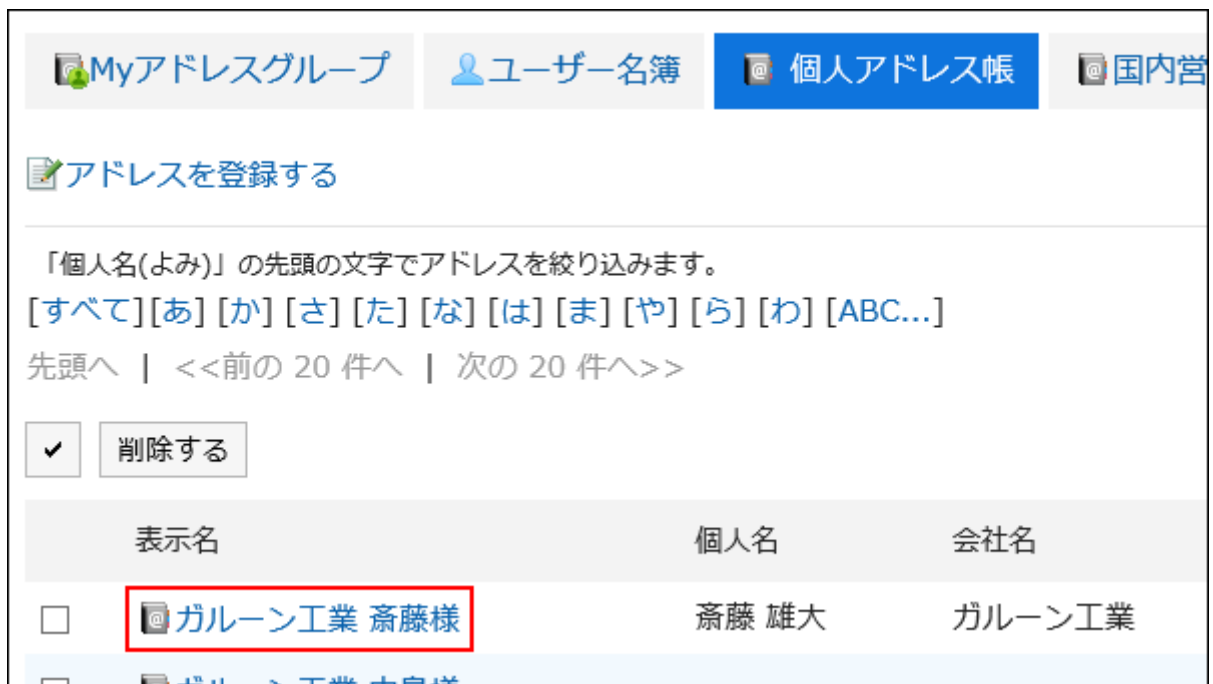 Myアドレスグループ ユーザー名簿 個人アドレス帳 国内営
アドレスを登録する
「個人名(よみ)」の先頭の文字でアドレスを絞り込みます。
[すべて][あ] [か] [さ] [た] [な] [は] [ま] [や] [ら] [わ] [ABC...]
先頭へ | <<前の 20 件へ | 次の 20 件へ>>
削除する
表示名 個人名 会社名
ガルーン工業 斎藤様 斎藤 雄大 ガルーン工業